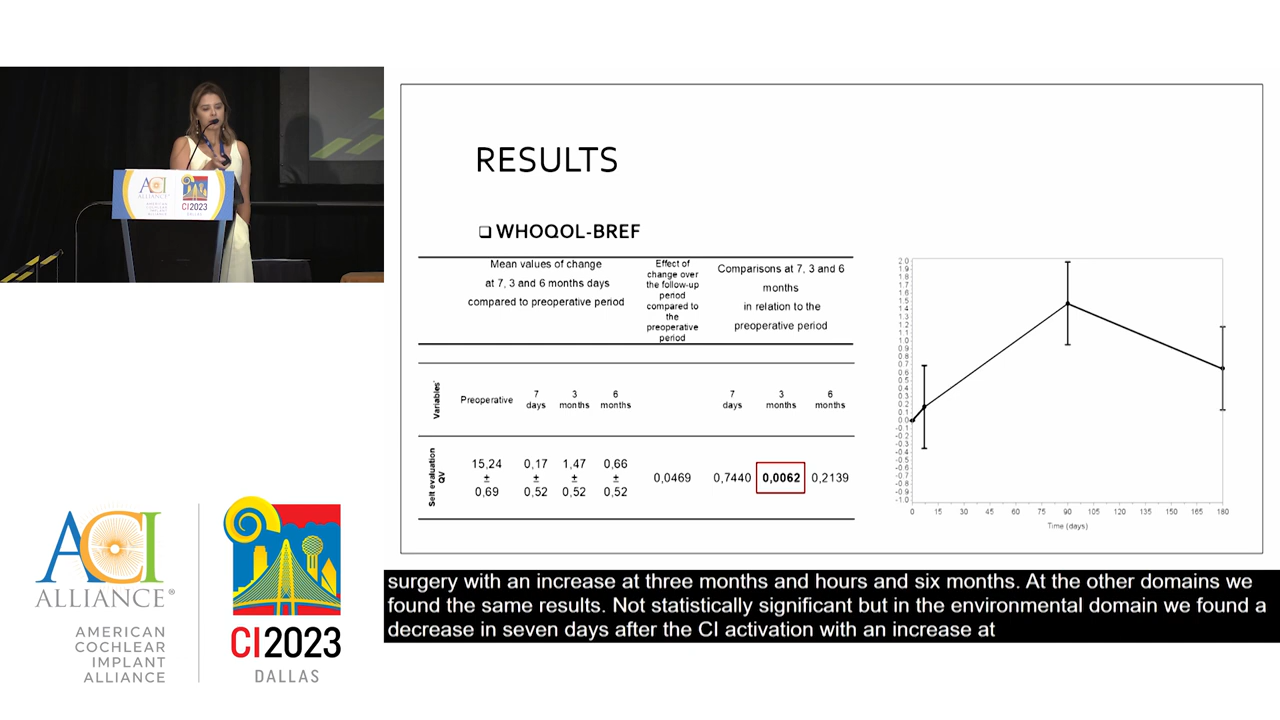 ACI
ALLIANCE
AMERICAN
COCHLEAR
IMPLANT
ALLIANCE
CI2023
DALLAS
RESULTS
❑ WHOQOL-BREF
Mean values of change
at 7, 3 and 6 months days
compared to preoperative period
Effect of
change over
the follow-up
period
compared to
the
preoperative
period
Comparisons at 7, 3 and 6
months
in relation to the
preoperative period
Variables
Preoperative
7
days
3
months
6
months
7
days
3
months
6
months
Self evaluation
QV
15,24
±
0,69
0,17
±
0,52
1,47
±
0,52
0,66
±
0,52
0,0469
0,7440
0,0062
0,2139
2.0
1.9
1.8
1.7
1.6
1.5
1.4
1.3
1.2
1.1
1.0
0.9
0.8
0.7
0.6
0.5
0.4
0.3
0.2
0.1
0.0
-0.1
-0.2
-0.3
-0.4
-0.5
-0.6
-0.7
-0.8
-0.9
-1.0
0 15 30 45 60 75 90 105 120 135 150 165 180
Time (days)
surgery with an increase at three months and hours and six months. At the other domains we
found the same results. Not statistically significant but in the environmental domain we found a
decrease in seven days after the CI activation with an increase at
ACI
ALLIANCE®
AMERICAN
COCHLEAR
IMPLANT
ALLIANCE
CI2023
DALLAS